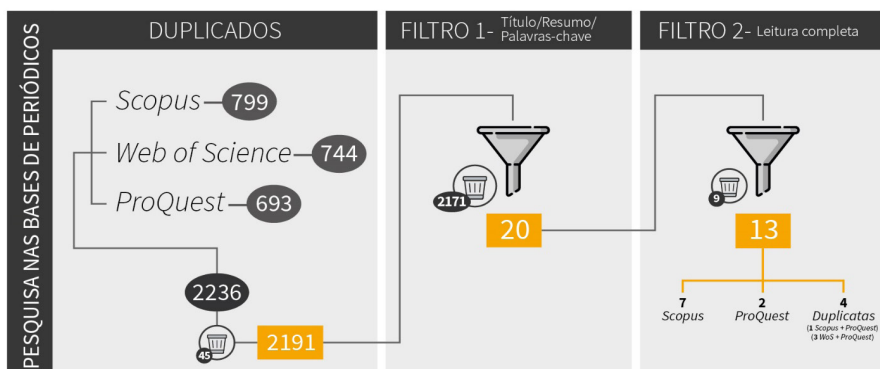 PESQUISA NAS BASES DE PERIÓDICOS
DUPLICADOS
Scopus 799
Web of Science 744
ProQuest 693
2236
45
2191
FILTRO 1- Título/Resumo/
Palavras-chave
2171
20
FILTRO 2- Leitura completa
9
13
7
Scopus
2
ProQuest
4
Duplicatas
(1 Scopus + ProQuest)
(3 WoS + ProQuest)